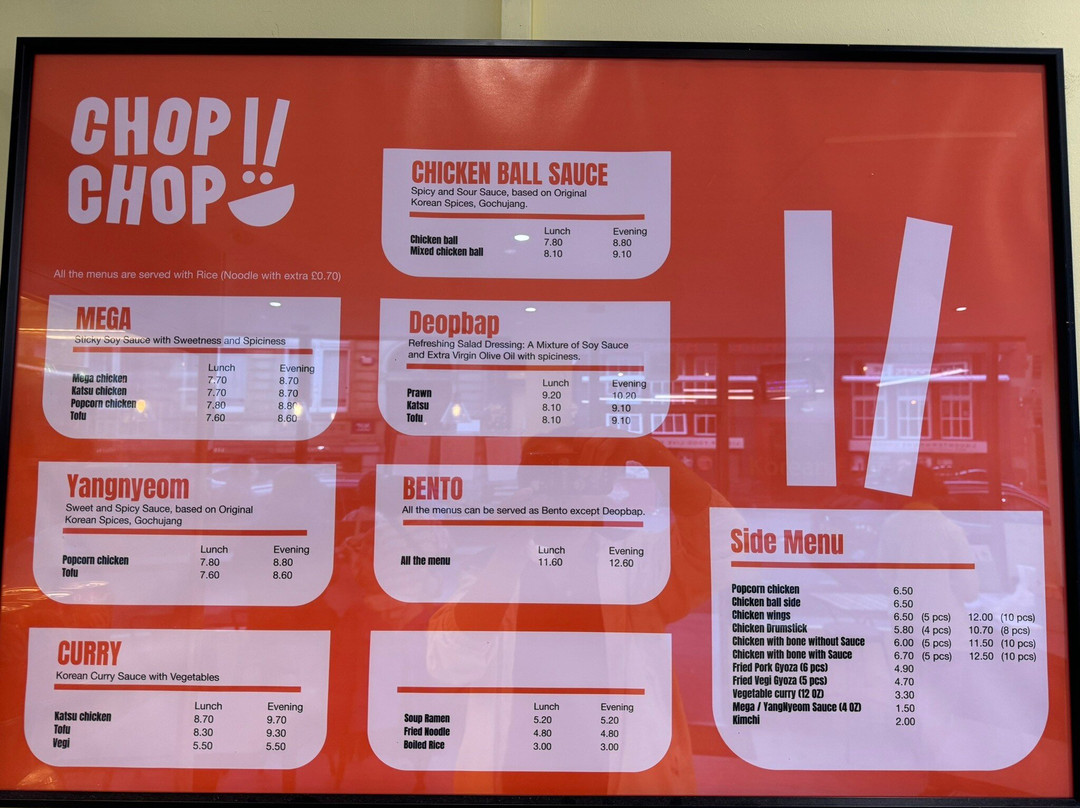 CHOP
CHOP
All the menus are served with Rice (Noodle with extra £0.70)
MEGA
Sticky Soy Sauce with Sweetness and Spiciness
Lunch Evening
Mega chicken 7.70 8.70
Katsu chicken 7.70 8.70
Popcorn chicken 7.80 8.80
Tofu 7.60 8.60
Yangnyeom
Sweet and Spicy Sauce, based on Original
Korean Spices, Gochujang
Lunch Evening
Popcorn chicken 7.80 8.80
Tofu 7.60 8.60
CURRY
Korean Curry Sauce with Vegetables
Lunch Evening
Katsu chicken 8.70 9.70
Tofu 8.30 9.30
Vegi 5.50 5.50
CHICKEN BALL SAUCE
Spicy and Sour Sauce, based on Original
Korean Spices, Gochujang.
Lunch Evening
Chicken ball 7.80 8.80
Mixed chicken ball 8.10 9.10
Deopbap
Refreshing Salad Dressing: A Mixture of Soy Sauce
and Extra Virgin Olive Oil with spiciness.
Lunch Evening
Prawn 9.20 10.20
Katsu 8.10 9.10
Tofu 8.10 9.10
BENTO
All the menus can be served as Bento except Deopbap.
Lunch Evening
All the menu 11.60 12.60
Lunch Evening
Soup Ramen 5.20 5.20
Fried Noodle 4.80 4.80
Boiled Rice 3.00 3.00
Side Menu
Popcorn chicken 6.50
Chicken ball side 6.50
Chicken wings 6.50 (5 pcs) 12.00 (10 pcs)
Chicken Drumstick 5.80 (4 pcs) 10.70 (8 pcs)
Chicken with bone without Sauce 6.00 (5 pcs) 11.50 (10 pcs)
Chicken with bone with Sauce 6.70 (5 pcs) 12.50 (10 pcs)
Fried Pork Gyoza (6 pcs) 4.90
Fried Vegi Gyoza (5 pcs) 4.70
Vegetable curry (12 OZ) 3.30
Mega / YangNyeom Sauce (4 OZ) 1.50
Kimchi 2.00